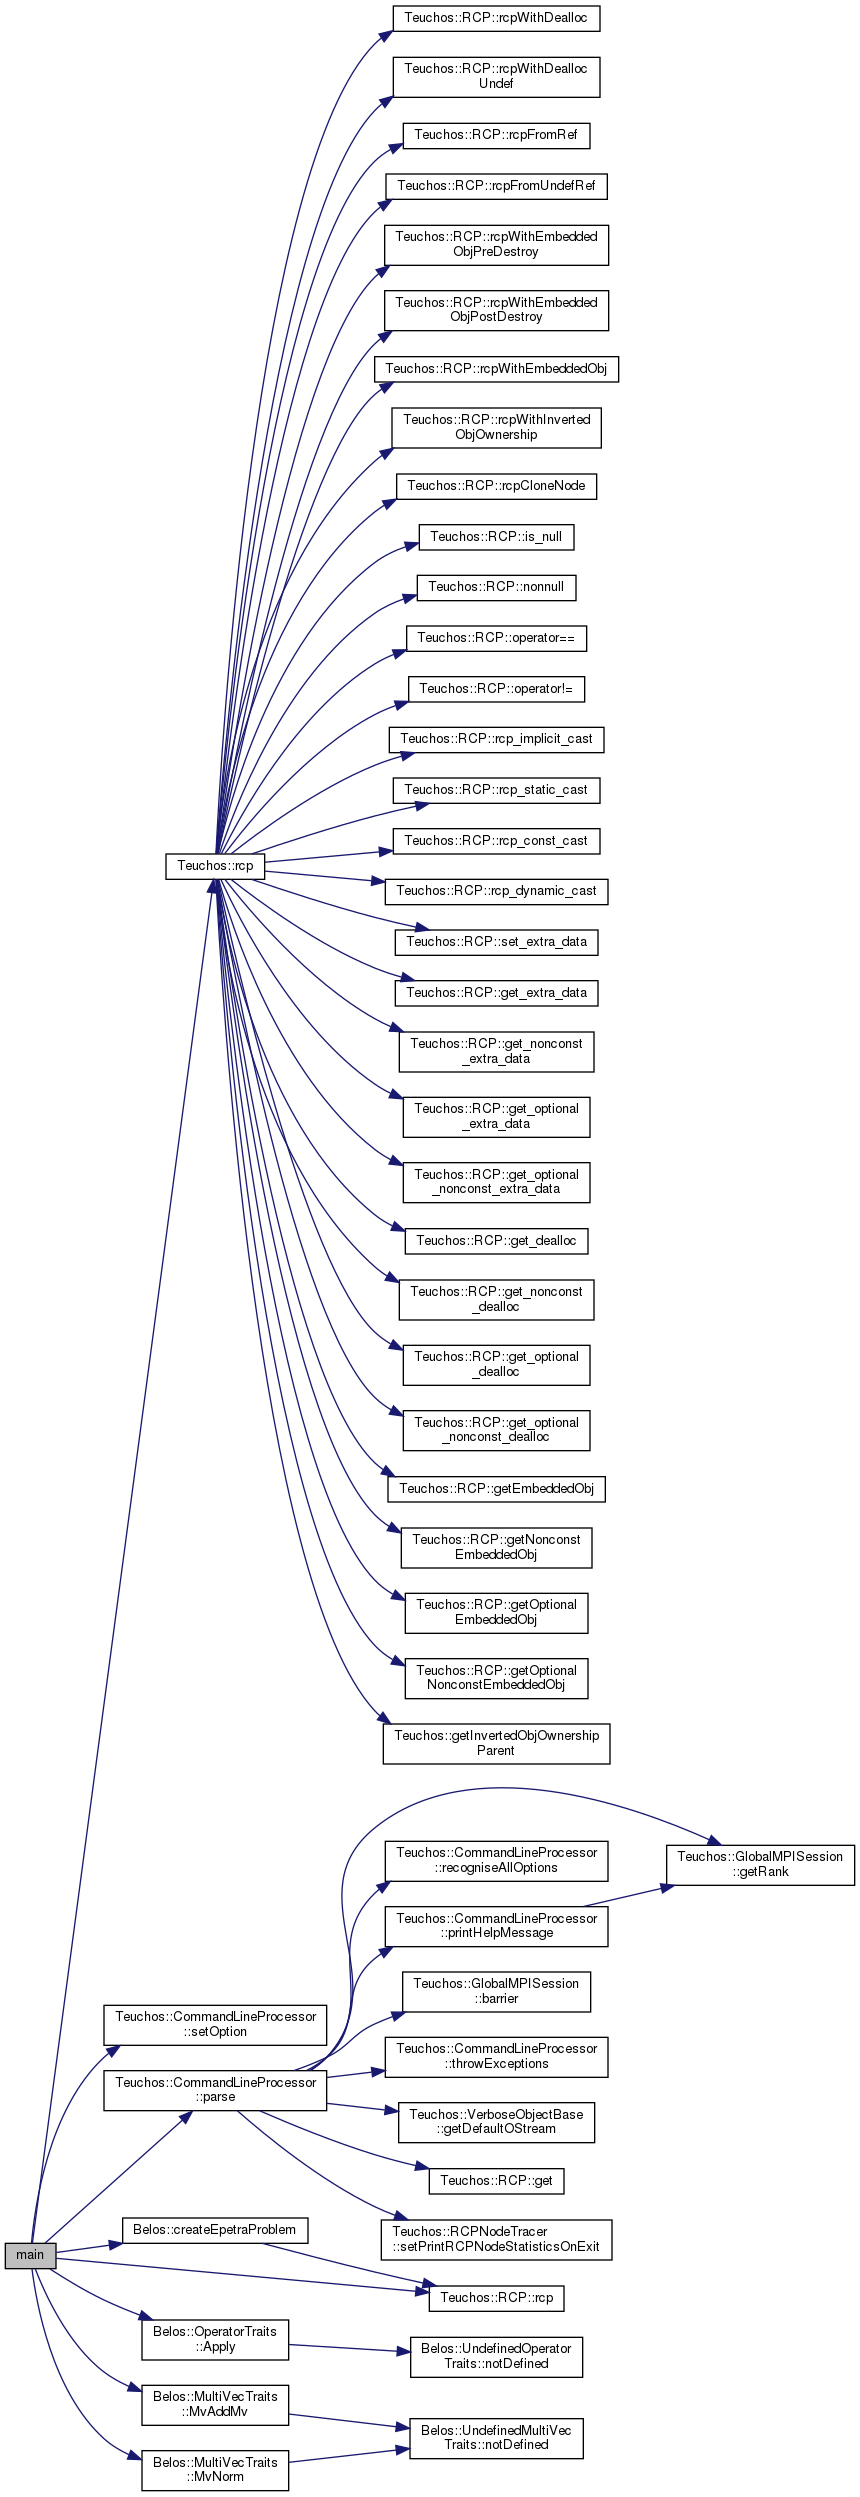 Teuchos::RCP::rcpWithDealloc
Teuchos::RCP::rcpWithDealloc
Undef
Teuchos::RCP::rcpFromRef
Teuchos::RCP::rcpFromUndefRef
Teuchos::RCP::rcpWithEmbedded
ObjPreDestroy
Teuchos::RCP::rcpWithEmbedded
ObjPostDestroy
Teuchos::RCP::rcpWithEmbeddedObj
Teuchos::RCP::rcpWithInverted
ObjOwnership
Teuchos::RCP::rcpCloneNode
Teuchos::RCP::is_null
Teuchos::RCP::nonnull
Teuchos::RCP::operator==
Teuchos::RCP::operator!=
Teuchos::RCP::rcp_implicit_cast
Teuchos::RCP::rcp_static_cast
Teuchos::RCP::rcp_const_cast
Teuchos::rcp
Teuchos::RCP::rcp_dynamic_cast
Teuchos::RCP::set_extra_data
Teuchos::RCP::get_extra_data
Teuchos::RCP::get_nonconst
_extra_data
Teuchos::RCP::get_optional
_extra_data
Teuchos::RCP::get_optional
_nonconst_extra_data
Teuchos::RCP::get_dealloc
Teuchos::RCP::get_nonconst
_dealloc
Teuchos::RCP::get_optional
_dealloc
Teuchos::RCP::get_optional
_nonconst_dealloc
Teuchos::RCP::getEmbeddedObj
Teuchos::RCP::getNonconst
EmbeddedObj
Teuchos::RCP::getOptional
EmbeddedObj
Teuchos::RCP::getOptional
NonconstEmbeddedObj
Teuchos::getInvertedObjOwnership
Parent
Teuchos::CommandLineProcessor
::recogniseAllOptions
Teuchos::GlobalMPISession
::getRank
Teuchos::CommandLineProcessor
::printHelpMessage
Teuchos::GlobalMPISession
::barrier
Teuchos::CommandLineProcessor
::setOption
Teuchos::CommandLineProcessor
::throwExceptions
Teuchos::CommandLineProcessor
::parse
Teuchos::VerboseObjectBase
::getDefaultOStream
Teuchos::RCP::get
Teuchos::RCPNodeTracer
::setPrintRCPNodeStatisticsOnExit
Belos::createEpetraProblem
main
Teuchos::RCP::rcp
Belos::OperatorTraits
::Apply
Belos::UndefinedOperator
Traits::notDefined
Belos::MultiVecTraits
::MvAddMv
Belos::UndefinedMultiVec
Traits::notDefined
Belos::MultiVecTraits
::MvNorm